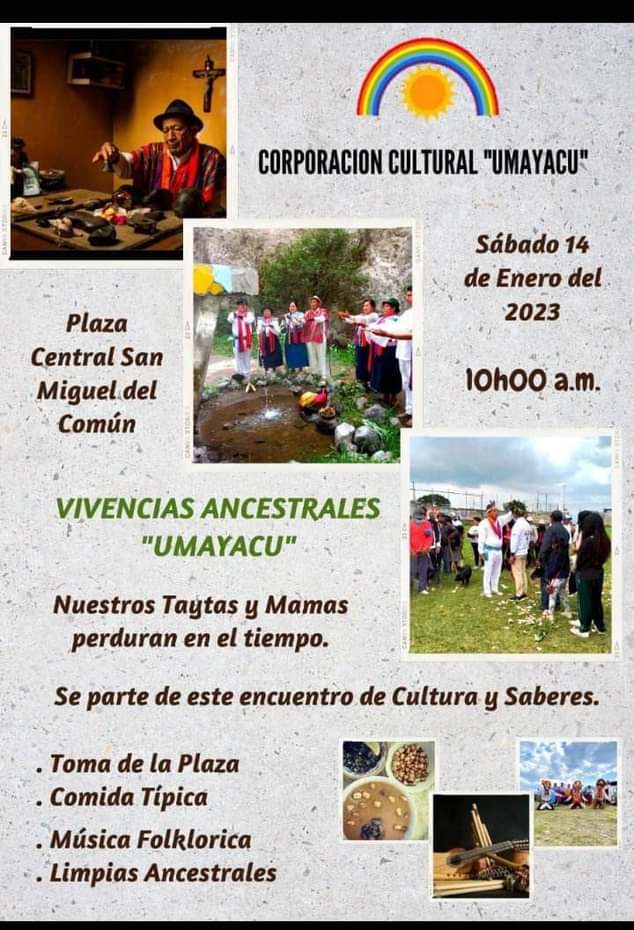 CORPORACION CULTURAL "UMAYACU"
Sábado 14
de Enero del
2023
10h00 a.m.
Plaza
Central San
Miguel del
Común
VIVENCIAS ANCESTRALES
"UMAYACU"
Nuestros Taytas y Mamas
perduran en el tiempo.
Se parte de este encuentro de Cultura y Saberes.
. Toma de la Plaza
. Comida Típica
. Música Folklorica
. Limpias Ancestrales